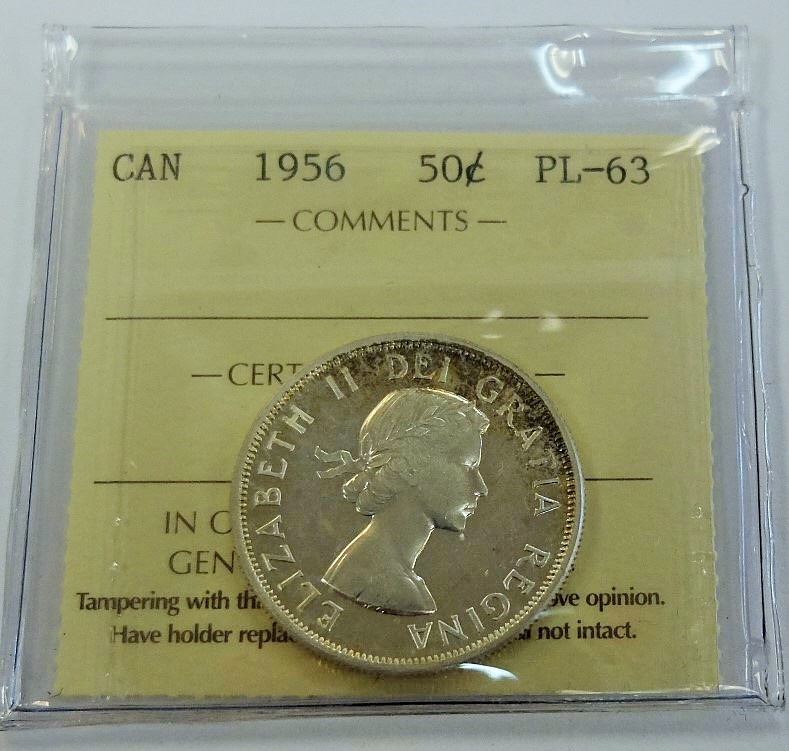 CAN 1956 50¢ PL-63
— COMMENTS —
— CERT —
IN C
GEN
Tampering with th ve opinion.
Have holder repla not intact.
ELIZABETH II DEI GRATIA REGINA